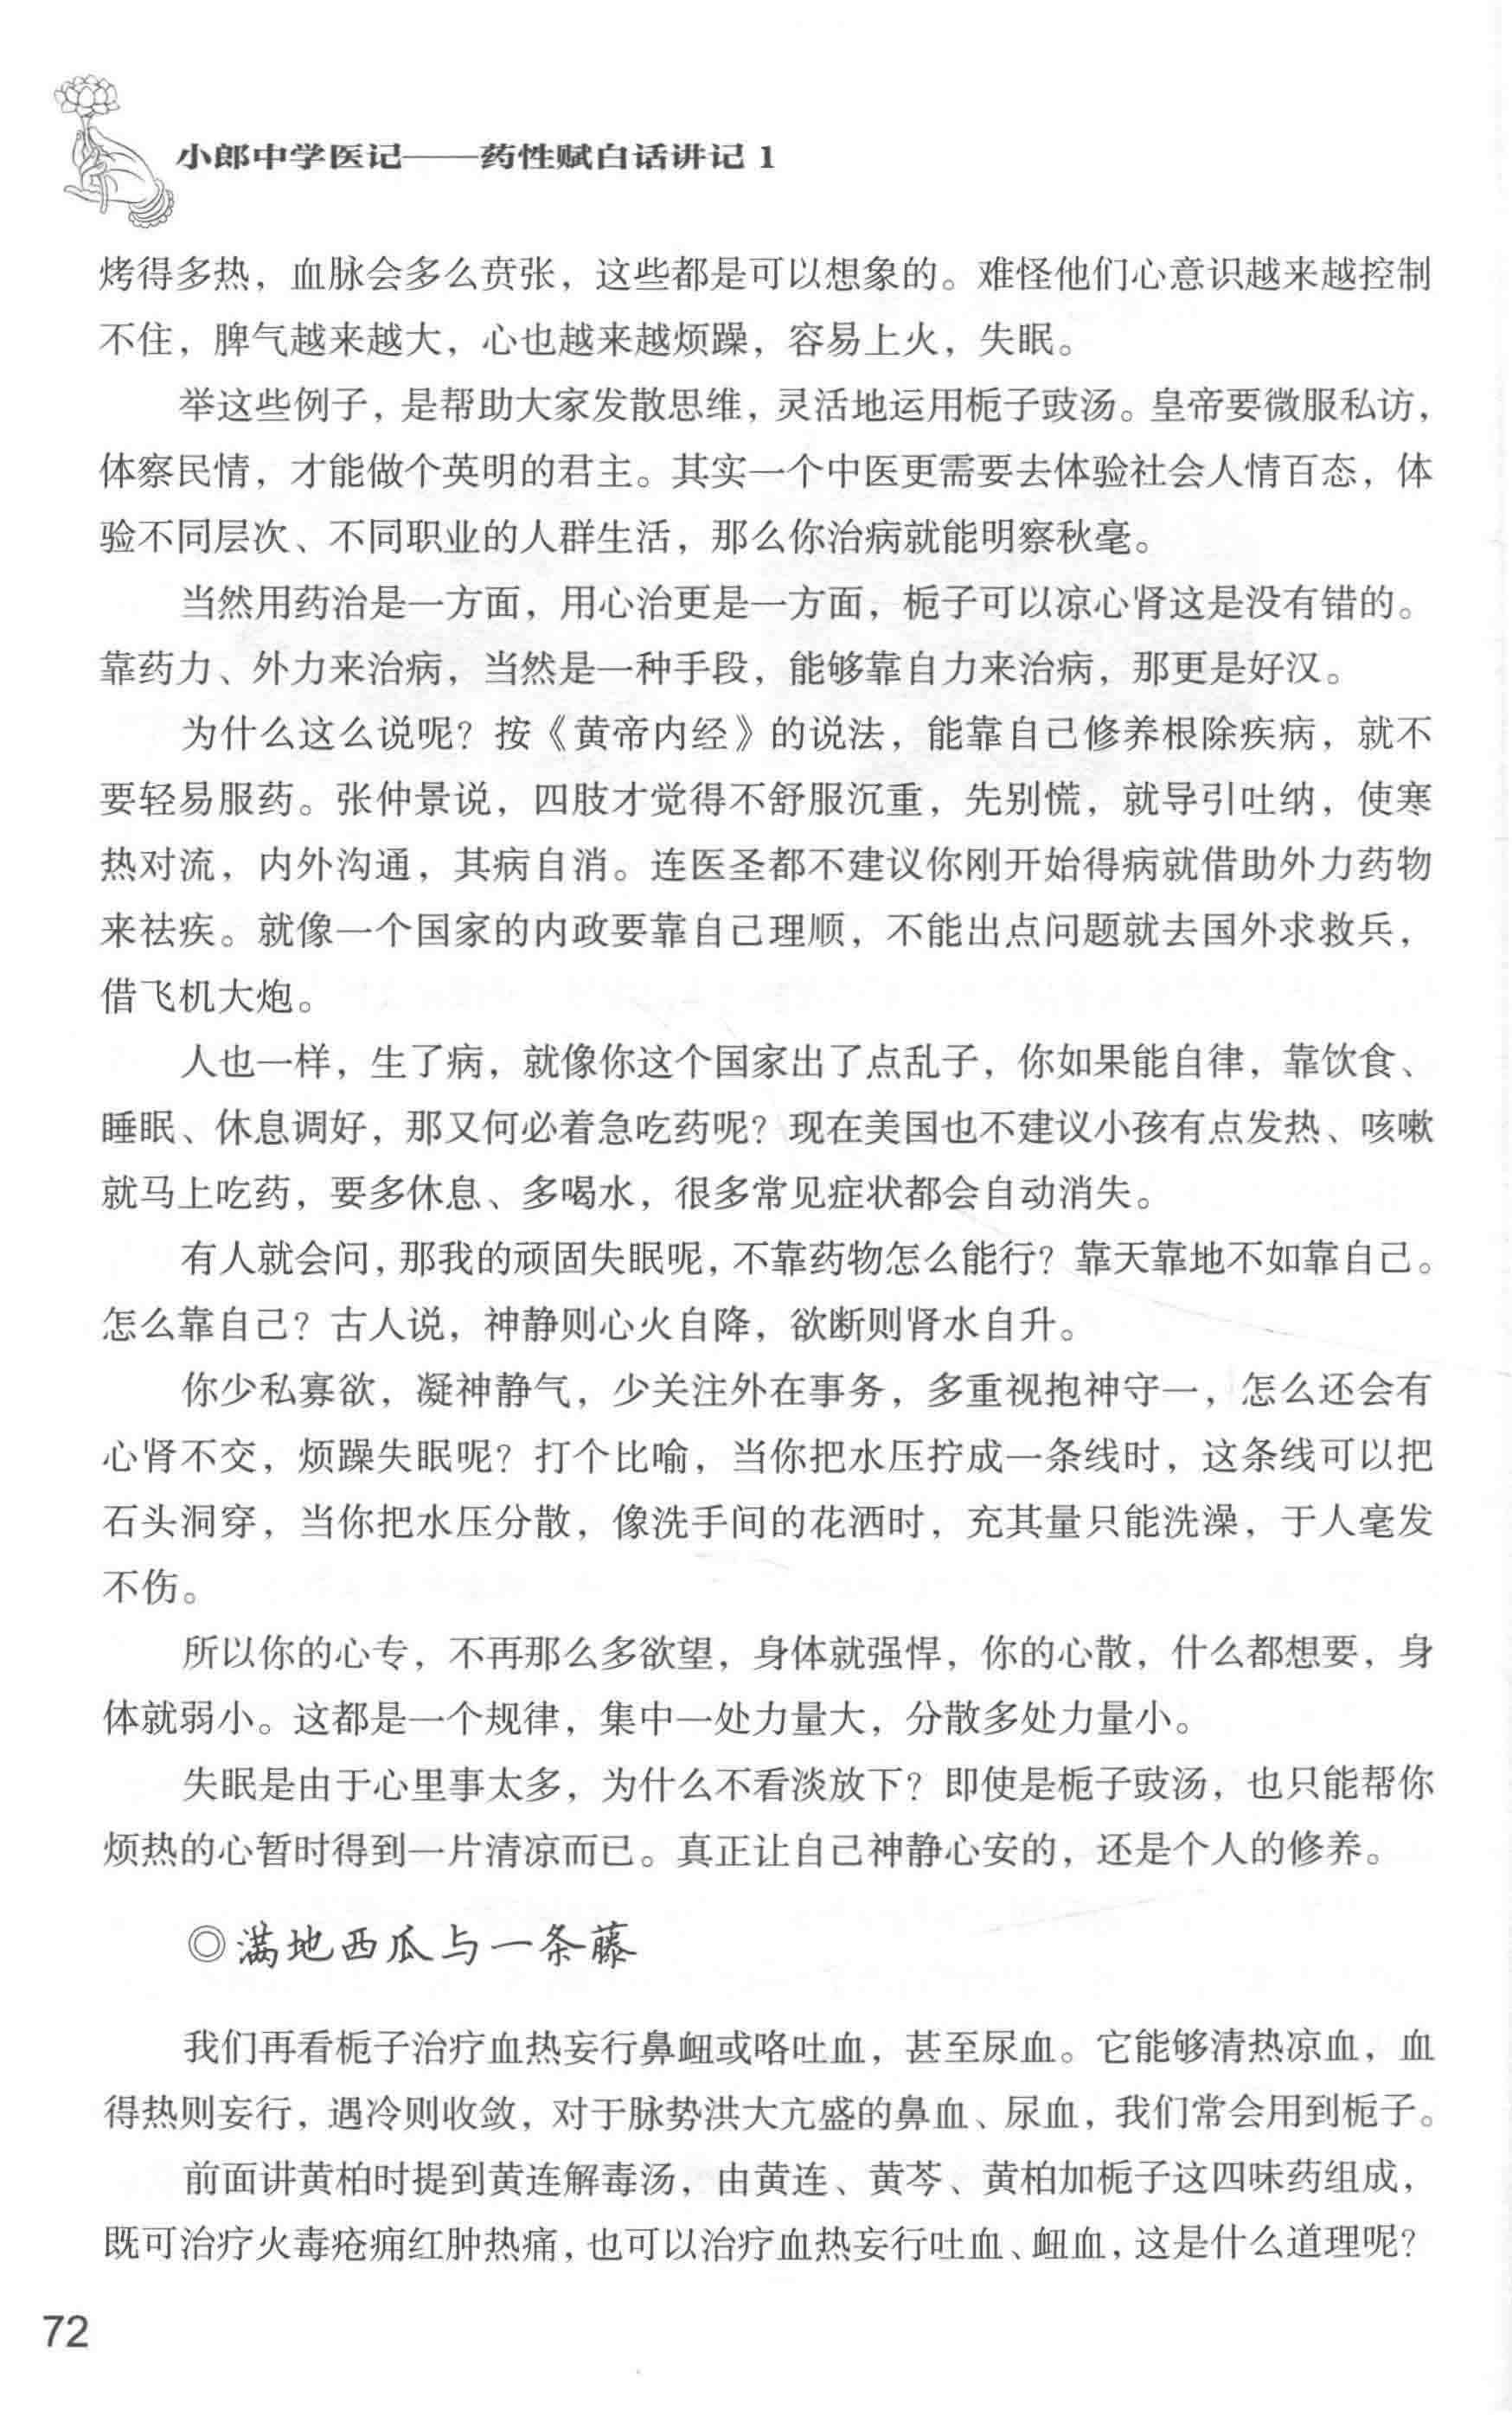 小郎中学医记——药性赋白话讲记 1
烤得多热，血脉会多么贲张，这些都是可以想象的。难怪他们心意识越来越控制
不住，脾气越来越大，心也越来越烦躁，容易上火，失眠。
举这些例子，是帮助大家发散思维，灵活地运用栀子豉汤。皇帝要微服私访，
体察民情，才能做个英明的君主。其实一个中医更需要去体验社会人情百态，体
验不同层次、不同职业的人群生活，那么你治病就能明察秋毫。
当然用药治是一方面，用心治更是一方面，栀子可以凉心肾这是没有错的。
靠药力、外力来治病，当然是一种手段，能够靠自力来治病，那更是好汉。
为什么这么说呢？按《黄帝内经》的说法，能靠自己修养根除疾病，就不
要轻易服药。张仲景说，四肢才觉得不舒服沉重，先别慌，就导引吐纳，使寒
热对流，内外沟通，其病自消。连医圣都不建议你刚开始得病就借助外力药物
来祛疾。就像一个国家的内政要靠自己理顺，不能出点问题就去国外求救兵，
借飞机大炮。
人也一样，生了病，就像你这个国家出了点乱子，你如果能自律，靠饮食、
睡眠、休息调好，那又何必着急吃药呢？现在美国也不建议小孩有点发热、咳嗽
就马上吃药，要多休息、多喝水，很多常见症状都会自动消失。
有人就会问，那我的顽固失眠呢，不靠药物怎么能行？靠天靠地不如靠自己。
怎么靠自己？古人说，神静则心火自降，欲断则肾水自升。
你少私寡欲，凝神静气，少关注外在事务，多重视抱神守一，怎么还会有
心肾不交，烦躁失眠呢？打个比喻，当你把水压拧成一条线时，这条线可以把
石头洞穿，当你把水压分散，像洗手间的花洒时，充其量只能洗澡，于人毫发
不伤。
所以你的心专，不再那么多欲望，身体就强悍，你的心散，什么都想要，身
体就弱小。这都是一个规律，集中一处力量大，分散多处力量小。
失眠是由于心里事太多，为什么不看淡放下？即使是栀子豉汤，也只能帮你
烦热的心暂时得到一片清凉而已。真正让自己神静心安的，还是个人的修养。
◎满地西瓜与一条藤
我们再看栀子治疗血热妄行鼻衄或咯吐血，甚至尿血。它能够清热凉血，血
得热则妄行，遇冷则收敛，对于脉势洪大亢盛的鼻血、尿血，我们常会用到栀子。
前面讲黄柏时提到黄连解毒汤，由黄连、黄芩、黄柏加栀子这四味药组成，
既可治疗火毒疮痈红肿热痛，也可以治疗血热妄行吐血、衄血，这是什么道理呢？
72